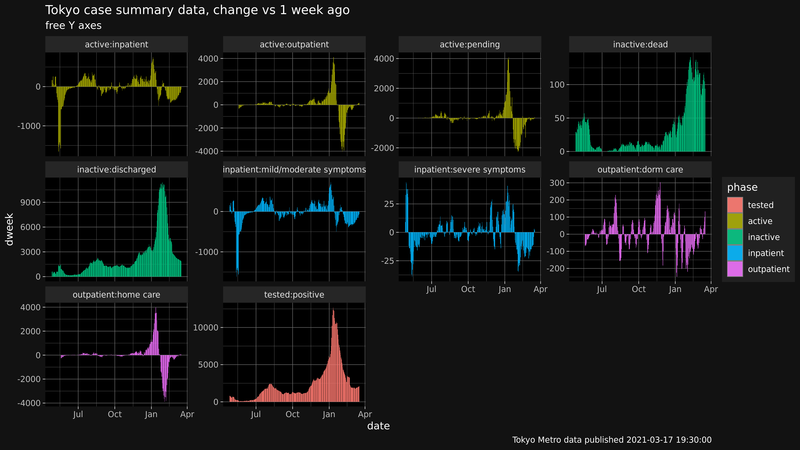 Tokyo case summary data, change vs 1 week ago
free Y axes
active:inpatient
active:outpatient
active:pending
inactive:dead
0
-1000
4000
2000
0
-2000
-4000
4000
2000
0
-2000
100
50
0
inactive:discharged
inpatient:mild/moderate symptoms
inpatient:severe symptoms
outpatient:dorm care
9000
6000
3000
0
0
-1000
25
0
-25
300
200
100
0
-100
-200
Jul Oct Jan Apr
Jul Oct Jan Apr
outpatient:home care
tested:positive
4000
2000
0
-2000
-4000
10000
5000
0
Jul Oct Jan Apr
Jul Oct Jan Apr
dweek
date
phase
tested
active
inactive
inpatient
outpatient
Tokyo Metro data published 2021-03-17 19:30:00